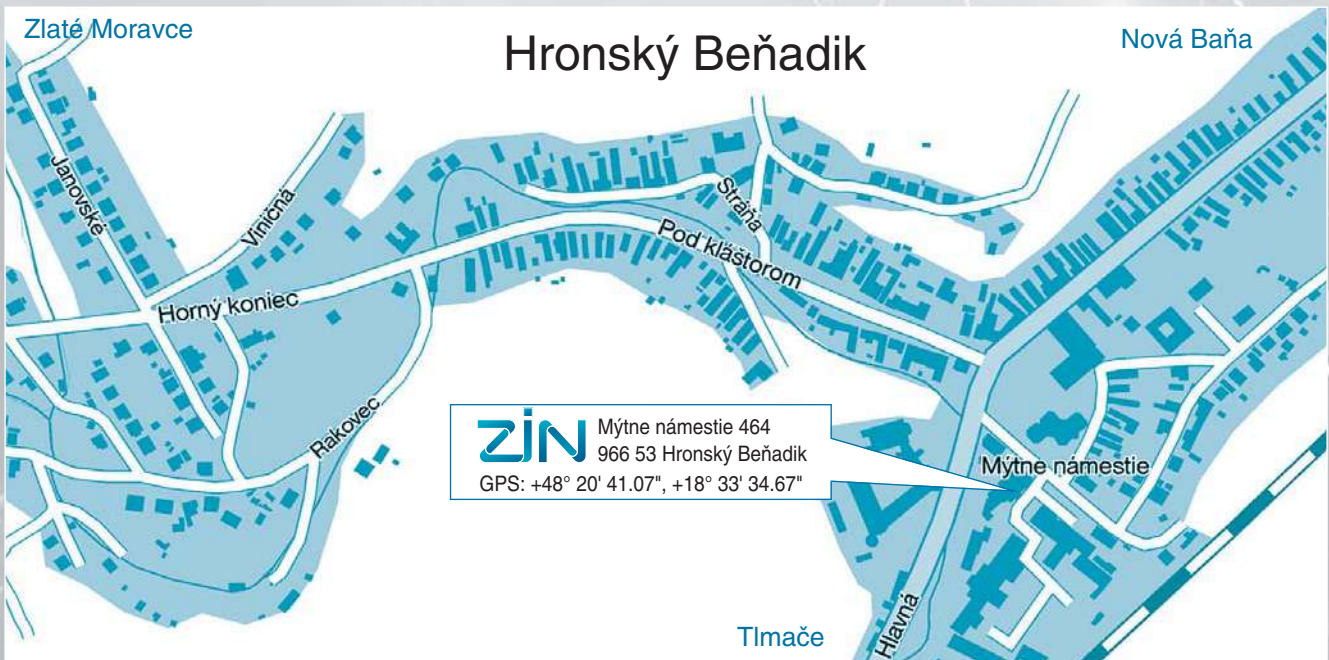 Zlaté Moravce
Hronský Beňadik
Nová Baňa
Janovské
Viničná
Stráňa
Pod kláštorom
Horný koniec
Rakovec
ZIN
Mýtne námestie 464
966 53 Hronský Beňadik
GPS: +48° 20' 41.07", +18° 33' 34.67"
Mýtne námestie
Hlavná
Tlmače